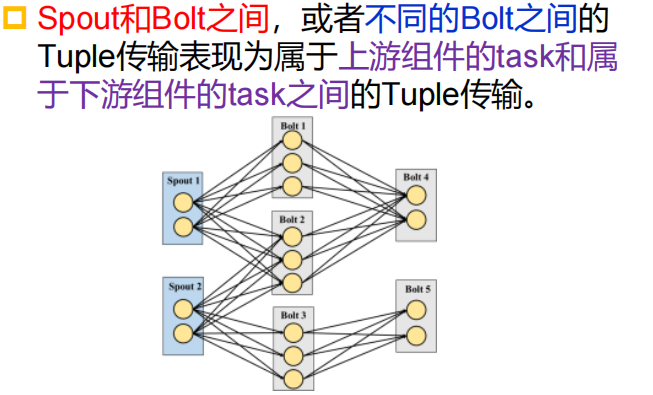 Spout和Bolt之间，或者不同的Bolt之间的
Tuple传输表现为属于上游组件的task和属
于下游组件的task之间的Tuple传输。
Bolt 1
Spout 1
Bolt 4
Bolt 2
Spout 2
Bolt 5
Bolt 3